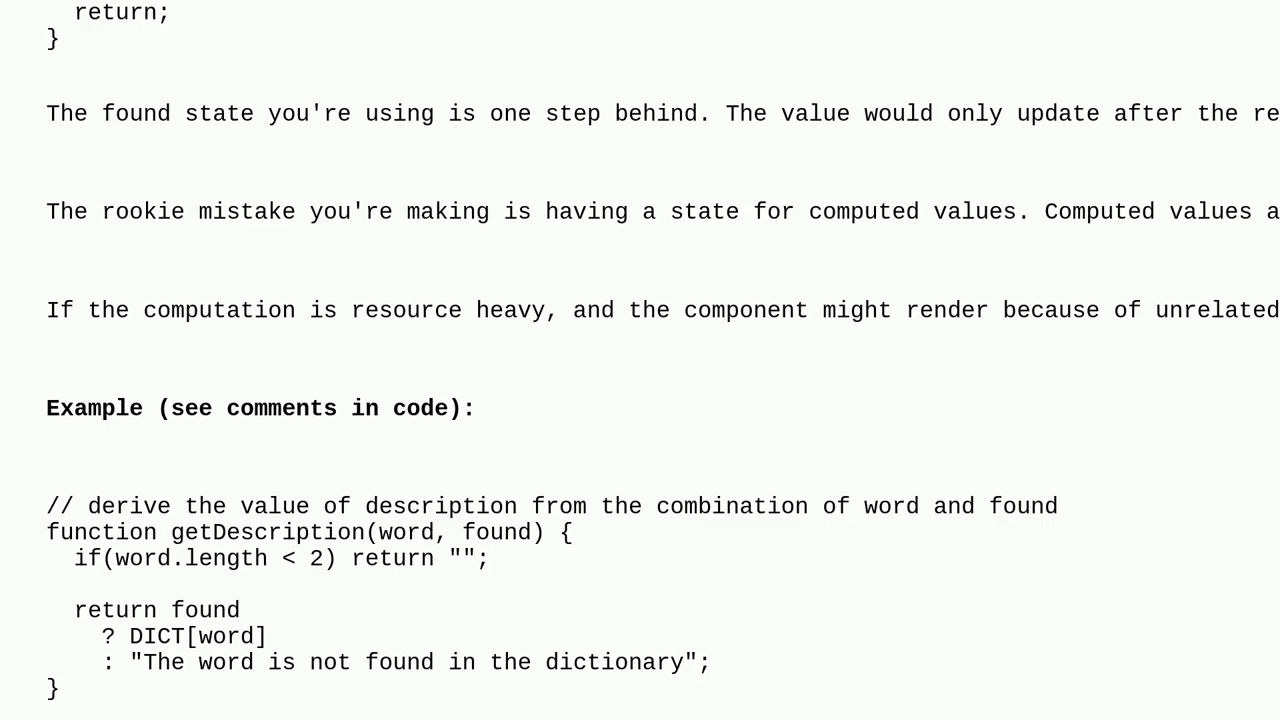 return;
}
The found state you're using is one step behind. The value would only update after the re
The rookie mistake you're making is having a state for computed values. Computed values a
If the computation is resource heavy, and the component might render because of unrelated
Example (see comments in code):
// derive the value of description from the combination of word and found
function getDescription(word, found) {
if(word.length < 2) return "";
return found
? DICT[word]
: "The word is not found in the dictionary";
}